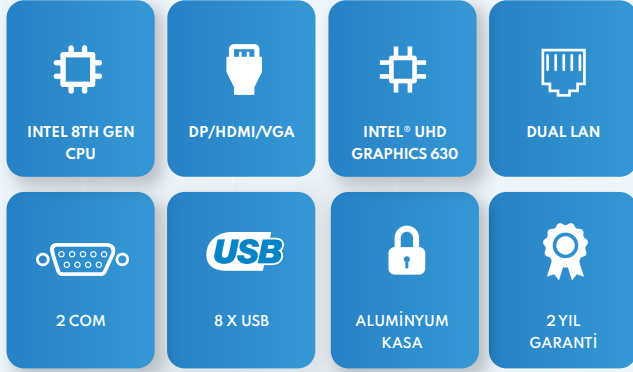 INTEL 8TH GEN
CPU
DP/HDMI/VGA
INTEL® UHD
GRAPHICS 630
DUAL LAN
2 COM
USB
8 X USB
ALUMİNYUM
KASA
2 YIL
GARANTİ